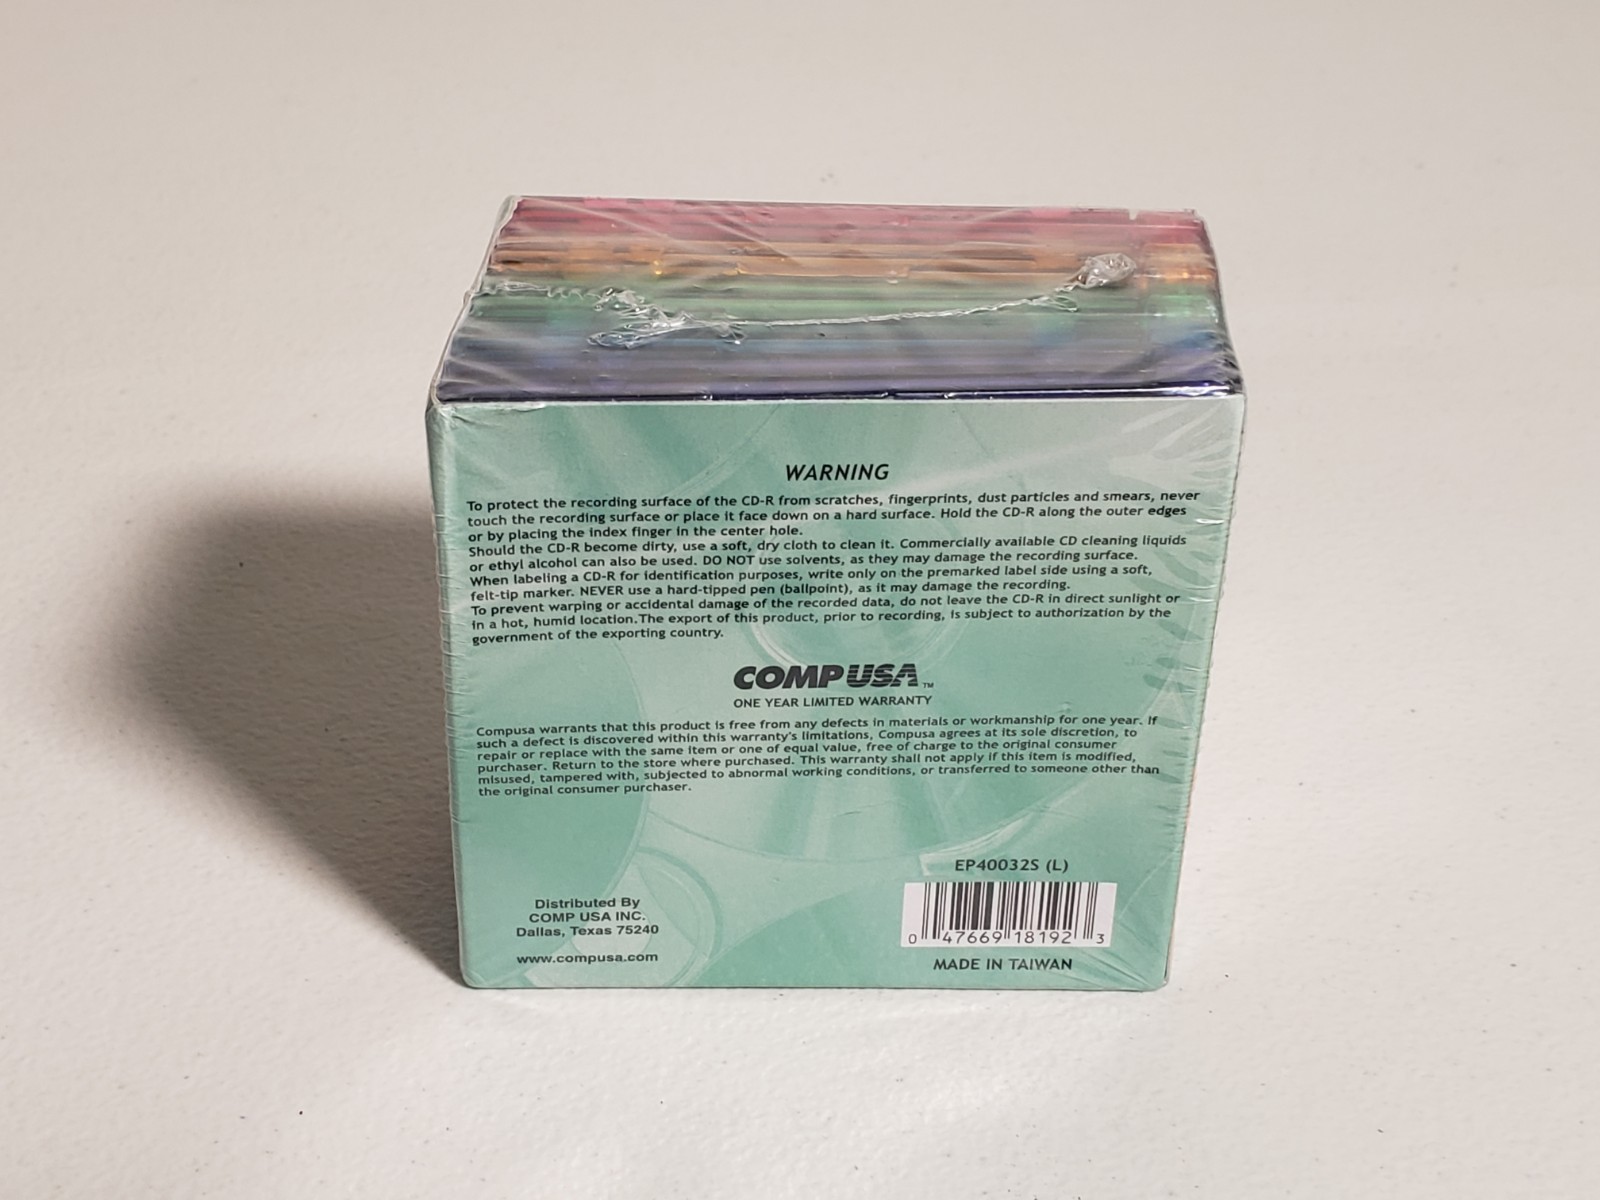 WARNING
To protect the recording surface of the CD-R from scratches, fingerprints, dust particles and smears, never
touch the recording surface or place it face down on a hard surface. Hold the CD-R along the outer edges
or by placing the index finger in the center hole.
Should the CD-R become dirty, use a soft, dry cloth to clean it. Commercially available CD cleaning liquids
or ethyl alcohol can also be used. DO NOT use solvents, as they may damage the recording surface.
When labeling a CD-R for identification purposes, write only on the premarked label side using a soft,
felt-tip marker. NEVER use a hard-tipped pen (ballpoint), as it may damage the recording.
To prevent warping or accidental damage of the recorded data, do not leave the CD-R in direct sunlight or
in a hot, humid location.The export of this product, prior to recording, is subject to authorization by the
government of the exporting country.
COMPUSA™
ONE YEAR LIMITED WARRANTY
Compusa warrants that this product is free from any defects in materials or workmanship for one year. If
such a defect is discovered within this warranty's limitations, Compusa agrees at its sole discretion, to
repair or replace with the same item or one of equal value, free of charge to the original consumer
purchaser. Return to the store where purchased. This warranty shall not apply if this item is modified,
misused, tampered with, subjected to abnormal working conditions, or transferred to someone other than
the original consumer purchaser.
Distributed By
COMP USA INC.
Dallas, Texas 75240
www.compusa.com
EP40032S (L)
0 47669 18192 3
MADE IN TAIWAN